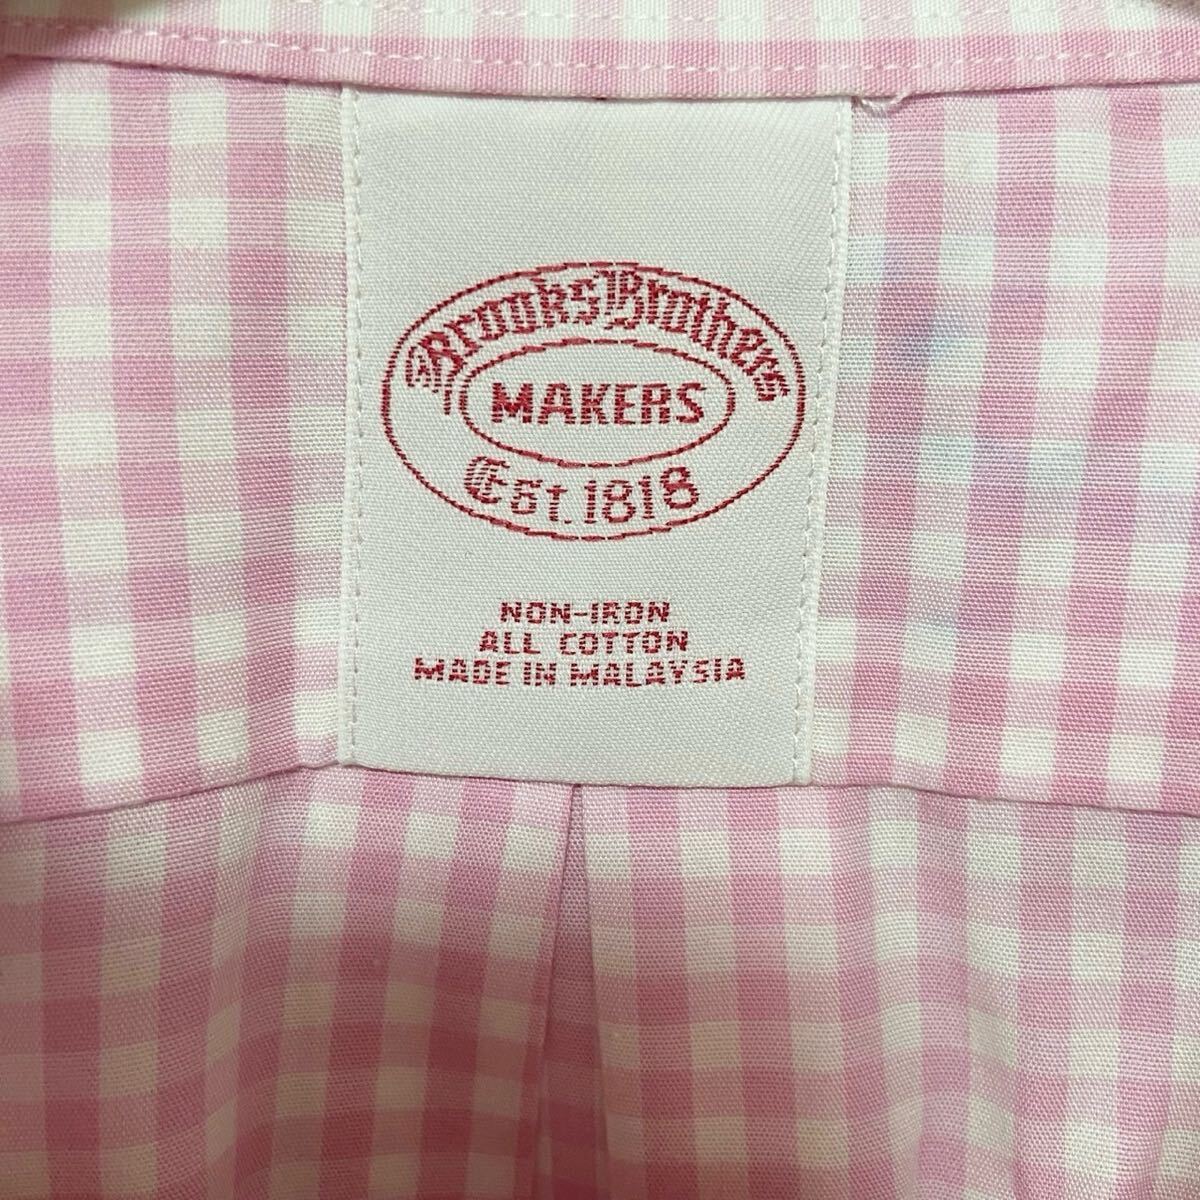 Brooks Brothers
MAKERS
Est. 1818
NON-IRON
ALL COTTON
MADE IN MALAYSIA